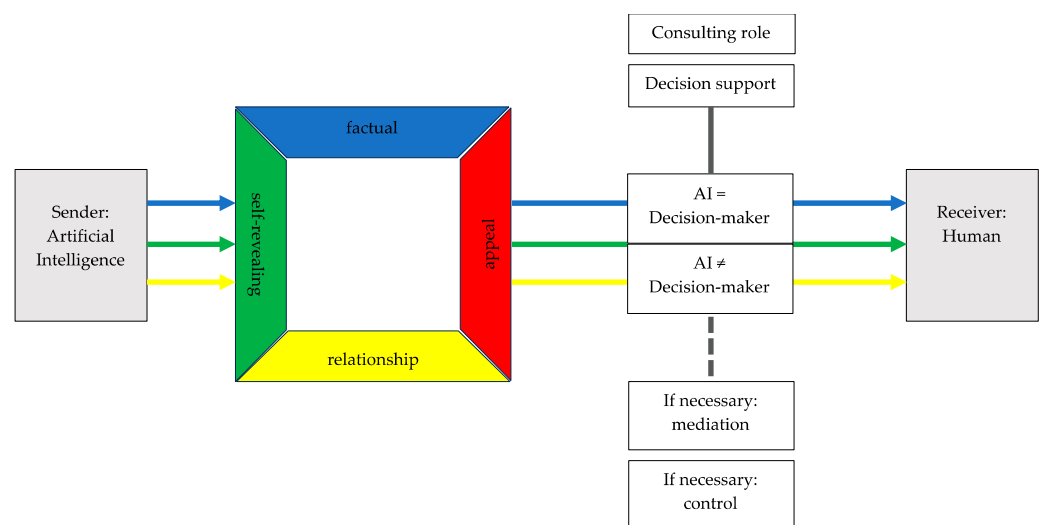 Consulting role
Decision support
factual
Sender:
Artificial
Intelligence
self-revealing
appeal
AI =
Decision-maker
AI ≠
Decision-maker
Receiver:
Human
relationship
If necessary:
mediation
If necessary:
control